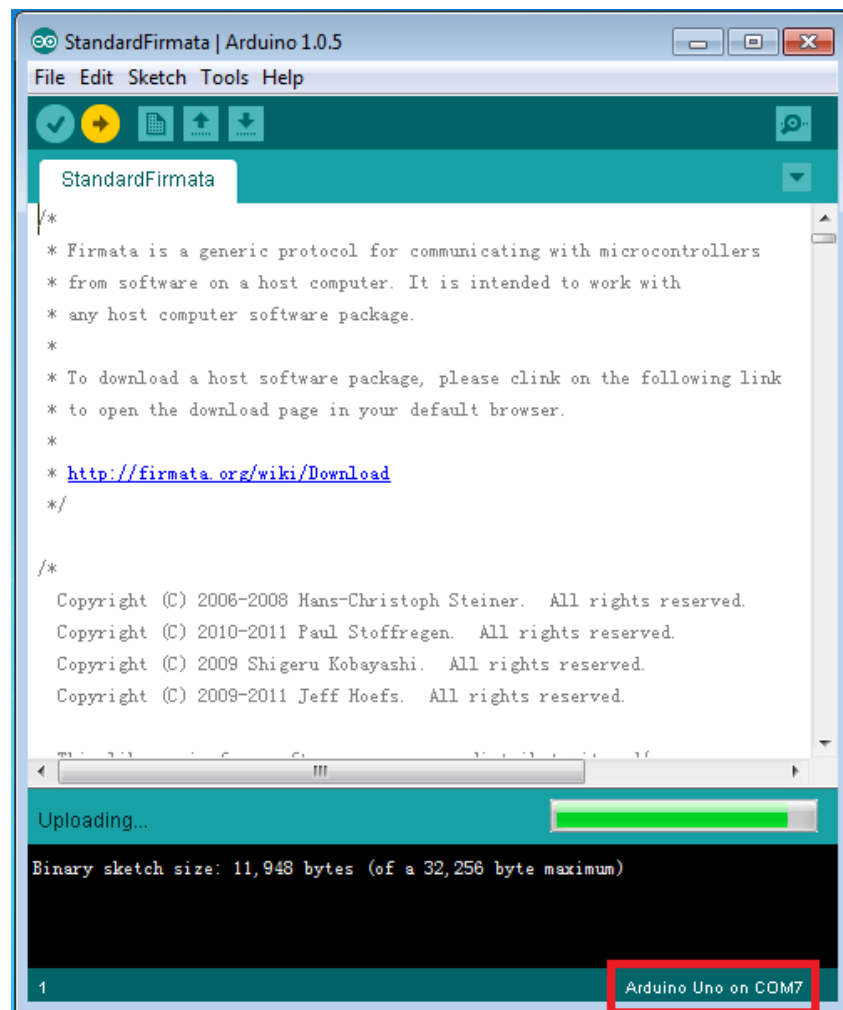 StandardFirmata | Arduino 1.0.5
File Edit Sketch Tools Help
StandardFirmata
/*
* Firmata is a generic protocol for communicating with microcontrollers
* from software on a host computer. It is intended to work with
* any host computer software package.
*
* To download a host software package, please clink on the following link
* to open the download page in your default browser.
*
* http://firmata.org/wiki/Download
*/
/*
Copyright (C) 2006-2008 Hans-Christoph Steiner.  All rights reserved.
Copyright (C) 2010-2011 Paul Stoffregen.  All rights reserved.
Copyright (C) 2009 Shigeru Kobayashi.  All rights reserved.
Copyright (C) 2009-2011 Jeff Hoefs.  All rights reserved.
Uploading...
Binary sketch size: 11,948 bytes (of a 32,256 byte maximum)
1
Arduino Uno on COM7